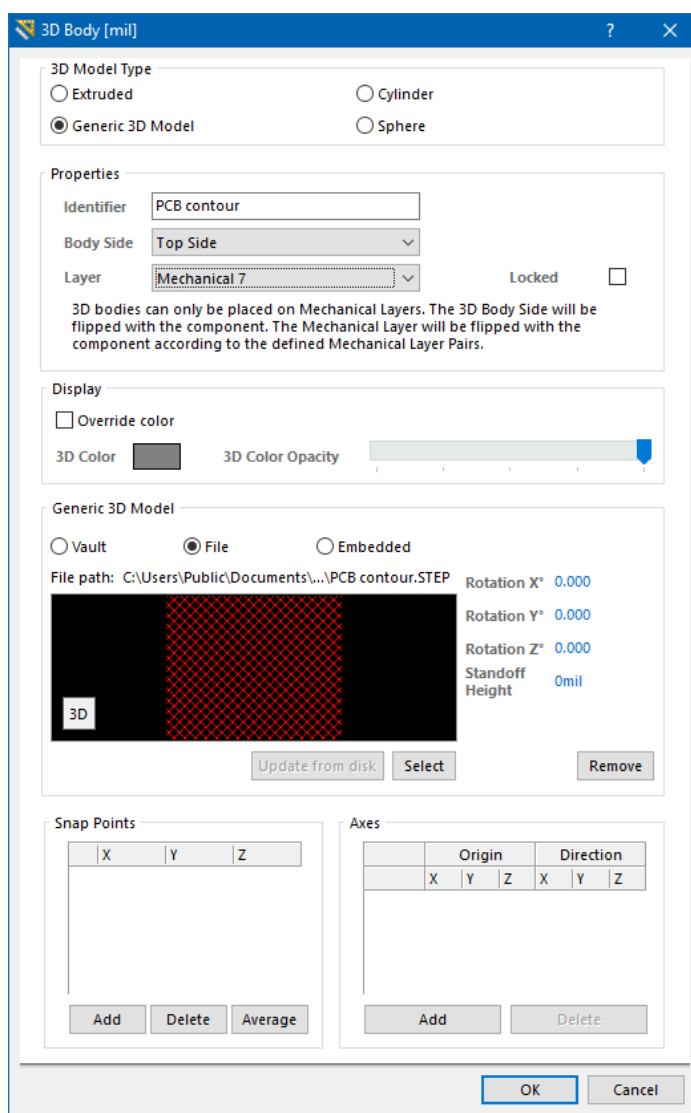 3D Body [mil] ? ×
3D Model Type
Extruded Cylinder
Generic 3D Model Sphere
Properties
Identifier PCB contour
Body Side Top Side
Layer Mechanical 7 Locked
3D bodies can only be placed on Mechanical Layers. The 3D Body Side will be
flipped with the component. The Mechanical Layer will be flipped with the
component according to the defined Mechanical Layer Pairs.
Display
Override color
3D Color 3D Color Opacity
Generic 3D Model
Vault File Embedded
File path: C:\Users\Public\Documents\...\PCB contour.STEP
Rotation X° 0.000
Rotation Y° 0.000
Rotation Z° 0.000
Standoff
Height 0mil
3D
Update from disk Select Remove
Snap Points
X Y Z
Add Delete Average
Axes
Origin Direction
X Y Z X Y Z
Add Delete
OK Cancel